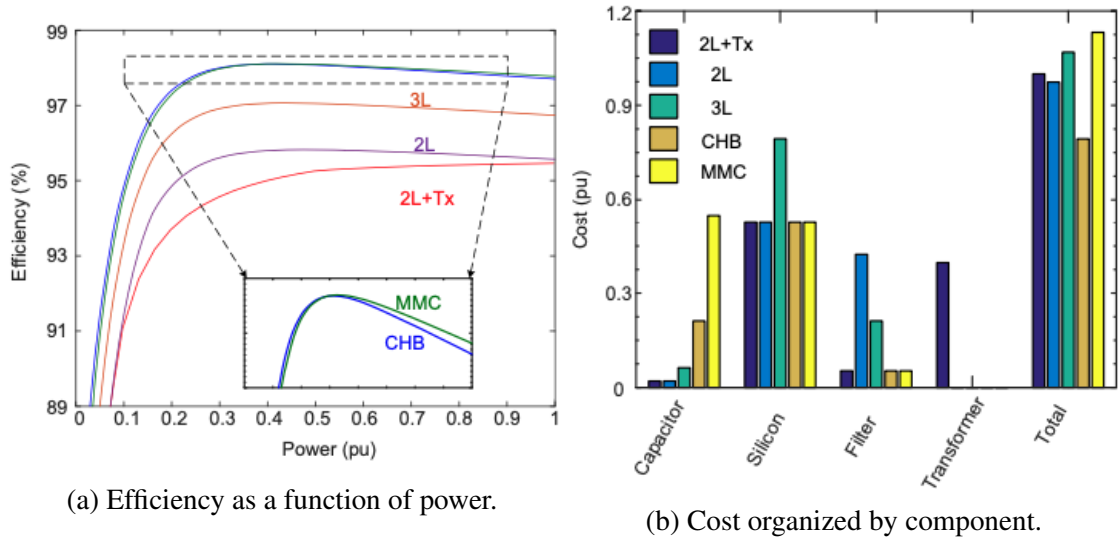 99
97
95
93
91
89
Efficiency (%)
3L
2L
2L+Tx
MMC
CHB
0 0.1 0.2 0.3 0.4 0.5 0.6 0.7 0.8 0.9 1
Power (pu)
(a) Efficiency as a function of power.
1.2
0.9
0.6
0.3
0
Cost (pu)
2L+Tx
2L
3L
CHB
MMC
Capacitor
Silicon
Filter
Transformer
Total
(b) Cost organized by component.